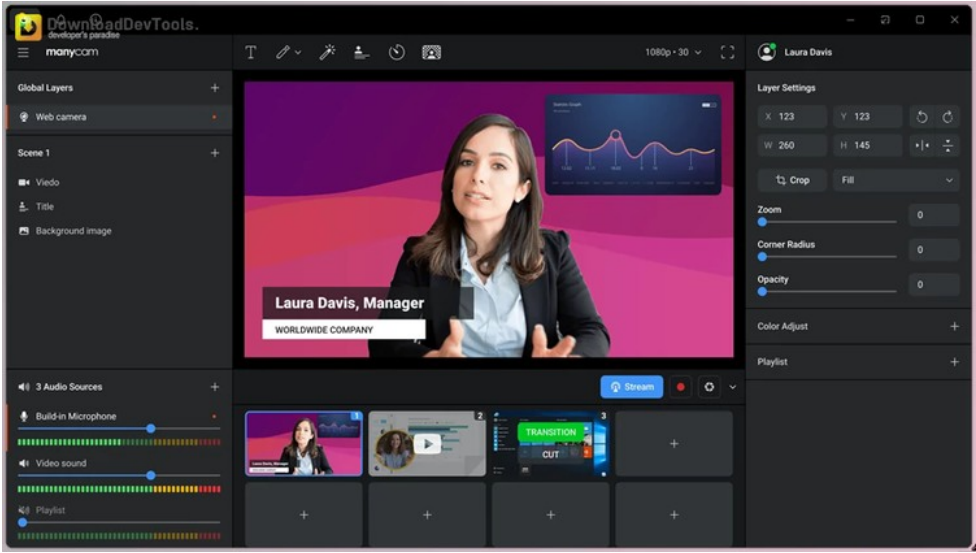 DownloadDevTools.
developer's paradise
manycam
1080p • 30
Laura Davis
Global Layers
Web camera
Scene 1
Viedo
Title
Background image
3 Audio Sources
Build-in Microphone
Video sound
Playlist
Laura Davis, Manager
WORLDWIDE COMPANY
Stream
1
2
3
TRANSITION
CUT
Layer Settings
X 123
Y 123
W 260
H 145
Crop
Fill
Zoom
0
Corner Radius
0
Opacity
0
Color Adjust
Playlist